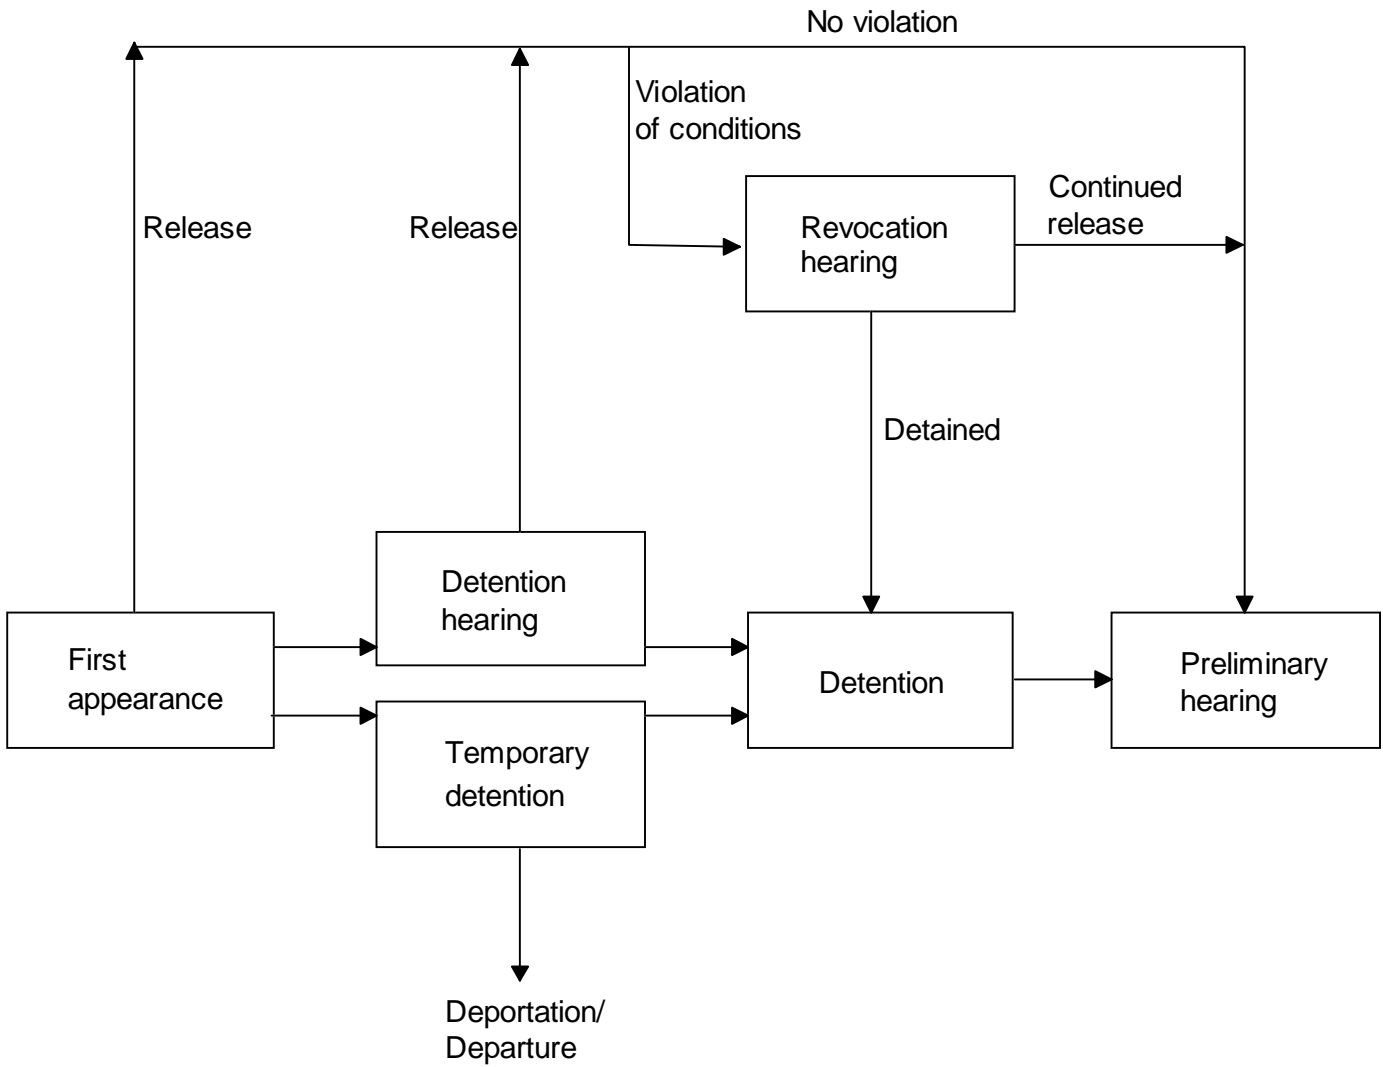 No violation
Violation
of conditions
Release
Release
Revocation
hearing
Continued
release
Detained
Detention
hearing
First
appearance
Temporary
detention
Detention
Preliminary
hearing
Deportation/
Departure